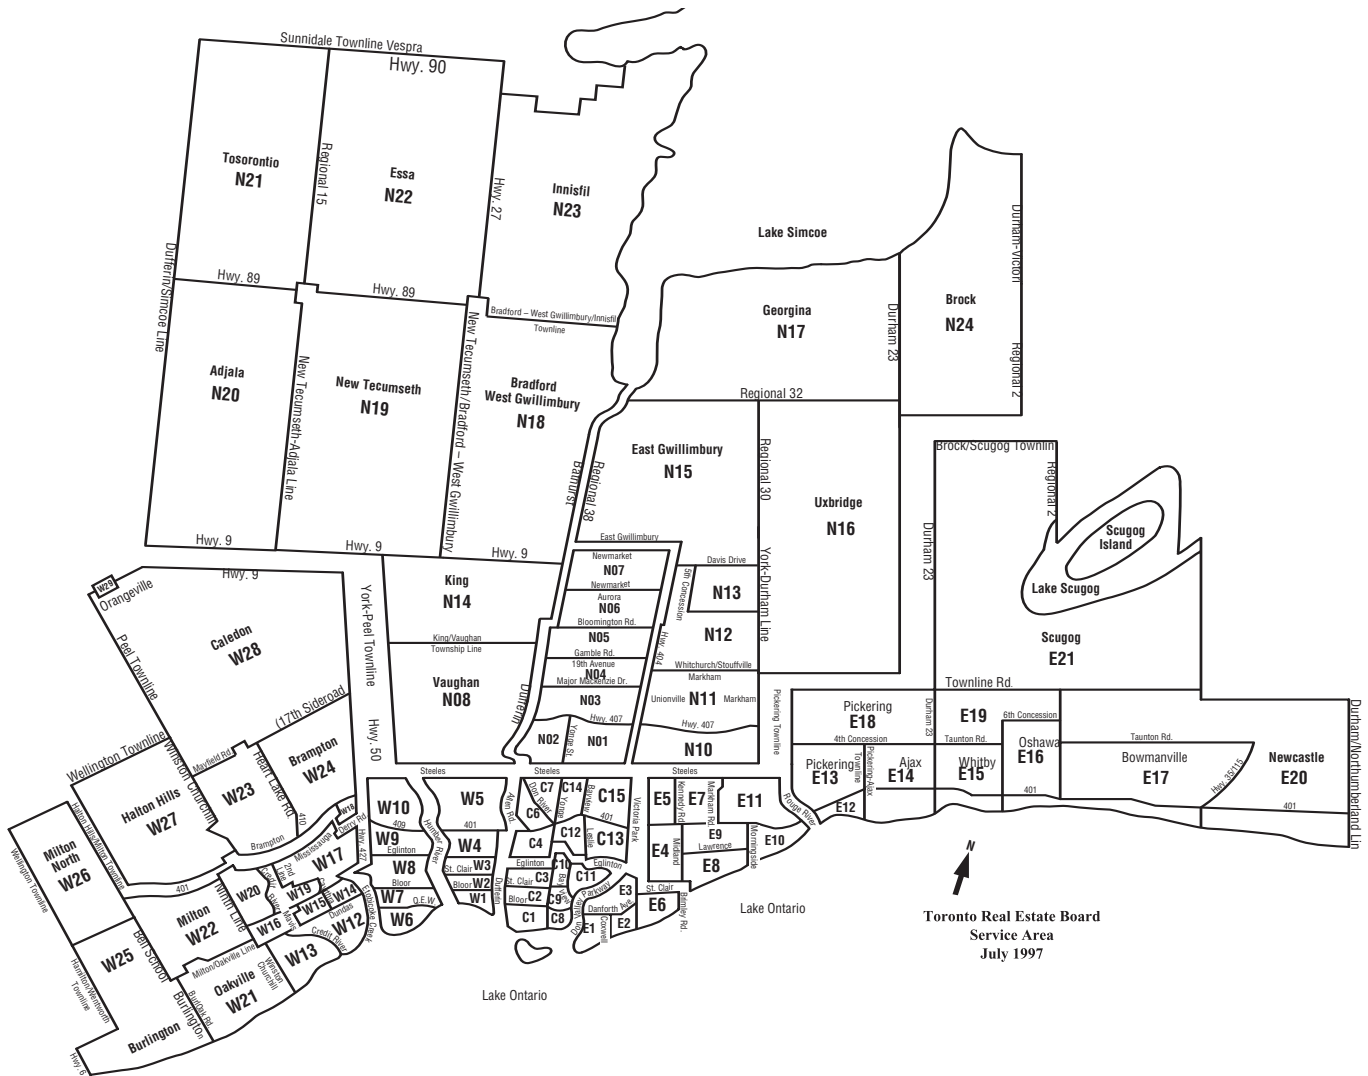 Sunnidale Townline Vespra
Hwy. 90
Tosorontio
N21
Regional 15
Essa
N22
Hwy. 27
Innisfil
N23
Dufferin/Simcoe Line
Hwy. 89
Hwy. 89
Bradford – West Gwillimbury/Innisfil
Townline
Adjala
N20
New Tecumseth-Adjala Line
New Tecumseth
N19
New Tecumseth/Bradford – West Gwillimbury
Bradford
West Gwillimbury
N18
Hwy. 9
Hwy. 9
Hwy. 9
Bathurst
Regional 38
Lake Simcoe
Georgina
N17
Durham 23
Brock
N24
Durham-Victori
Regional 2
Regional 32
East Gwillimbury
N15
Regional 30
York-Durham Line
Uxbridge
N16
Durham 23
Brock/Scugog Townlin
Regional 2
Scugog
Island
Lake Scugog
Scugog
E21
East Gwillimbury
Newmarket
N07
Newmarket
Aurora
N06
Bloomington Rd.
N05
Gamble Rd.
19th Avenue
N04
Major Mackenzie Dr.
N03
Hwy. 407
N02
Yonge St.
N01
Davis Drive
5th Concession
N13
N12
Hwy. 404
Whitchurch/Stouffville
Markham
Unionville
N11
Markham
Hwy. 407
N10
W29
Orangeville
Hwy. 9
Peel Townline
Caledon
W28
York-Peel Townline
Hwy. 50
King
N14
King/Vaughan
Township Line
Vaughan
N08
Dufferin
(17th Sideroad
Wellington Townline
Winston Churchill
Mayfield Rd
Heart Lake Rd
Brampton
W24
W23
410
Halton Hills
W27
Halton Hills/Milton Townline
Brampton
W18
Derry Rd
Hwy. 427
Milton
North
W26
Wellington Townline
401
Mississauga
W17
2nd
Line
Credit
River
W20
W19
W15
W14
Mavis
W16
Dundas
W12
Etobicoke Creek
Ninth Line
Milton
W22
Credit River
W13
Milton/Oakville Line
Winston
Churchill
Bell School
W25
Hamilton/Wentworth
Townline
Oakville
W21
BurlOak Rd
Burlington
Burlington
Hwy. 6
Steeles
Steeles
Steeles
W10
409
W9
Eglinton
W8
Bloor
W7
Q.E.W.
W6
Humber River
W5
401
W4
St. Clair
W3
Bloor
W2
W1
Allen Rd.
Dufferin
C7
Don River
C6
C14
Yonge
Bayview
C15
401
C4
C12
Leslie
C13
Victoria Park
Eglinton
C10
Eglinton
C3
St. Clair
C11
Bay
view
Bloor
C2
C9
C1
C8
Don Valley Parkway
E3
Danforth
Ave.
E1
Coxwell
E2
E5
Kennedy Rd.
E7
Markham Rd.
E11
Rouge River
E4
Midland
E9
Lawrence
E8
Morningside
E10
St. Clair
E6
Brimley Rd.
Pickering Townline
Townline Rd.
Pickering
E18
Durham 23
E19
6th Concession
4th Concession
Taunton Rd.
Oshawa
E16
Taunton Rd.
Pickering
E13
Townline
Pickering-Ajax
Ajax
E14
Whitby
E15
Bowmanville
E17
Hwy. 35/115
Newcastle
E20
401
401
E12
Durham/Northumberland Lin
Lake Ontario
Lake Ontario
N
Toronto Real Estate Board
Service Area
July 1997